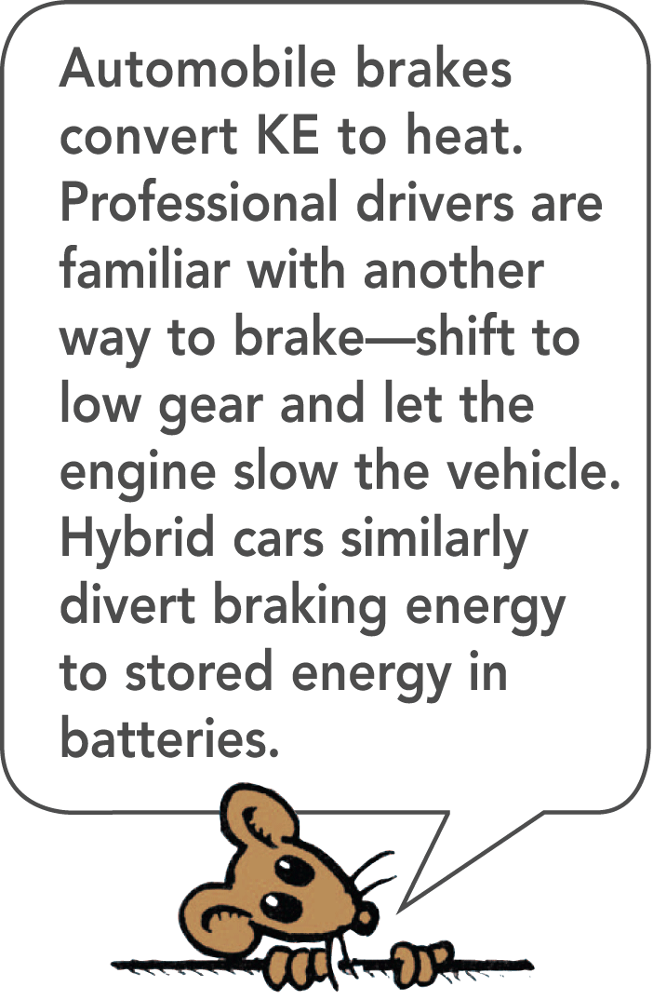 Automobile brakes
convert KE to heat.
Professional drivers are
familiar with another
way to brake—shift to
low gear and let the
engine slow the vehicle.
Hybrid cars similarly
divert braking energy
to stored energy in
batteries.